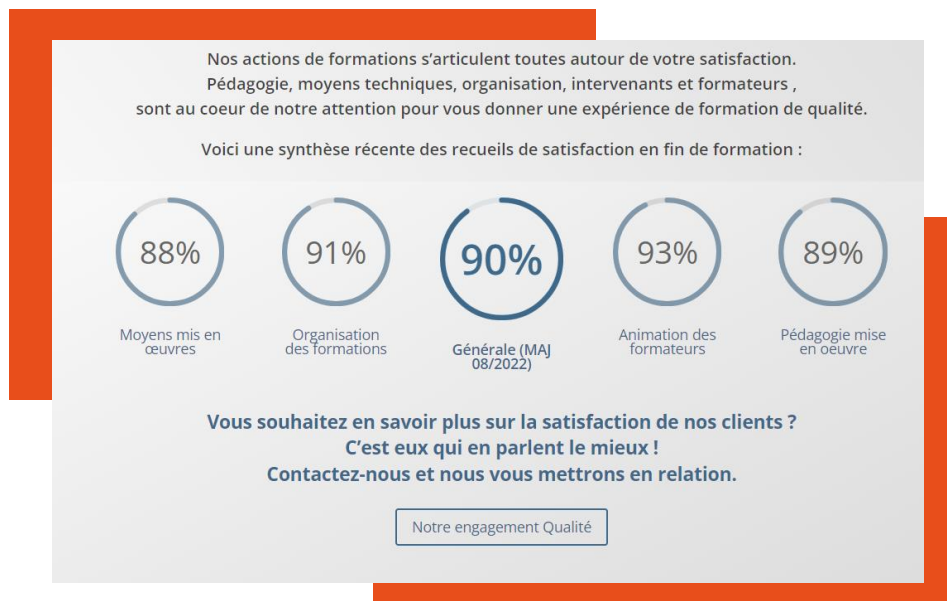 Nos actions de formations s’articulent toutes autour de votre satisfaction.
Pédagogie, moyens techniques, organisation, intervenants et formateurs ,
sont au coeur de notre attention pour vous donner une expérience de formation de qualité.
Voici une synthèse récente des recueils de satisfaction en fin de formation :
88%
Moyens mis en
œuvres
91%
Organisation
des formations
90%
Générale (MAJ
08/2022)
93%
Animation des
formateurs
89%
Pédagogie mise
en oeuvre
Vous souhaitez en savoir plus sur la satisfaction de nos clients ?
C’est eux qui en parlent le mieux !
Contactez-nous et nous vous mettrons en relation.
Notre engagement Qualité